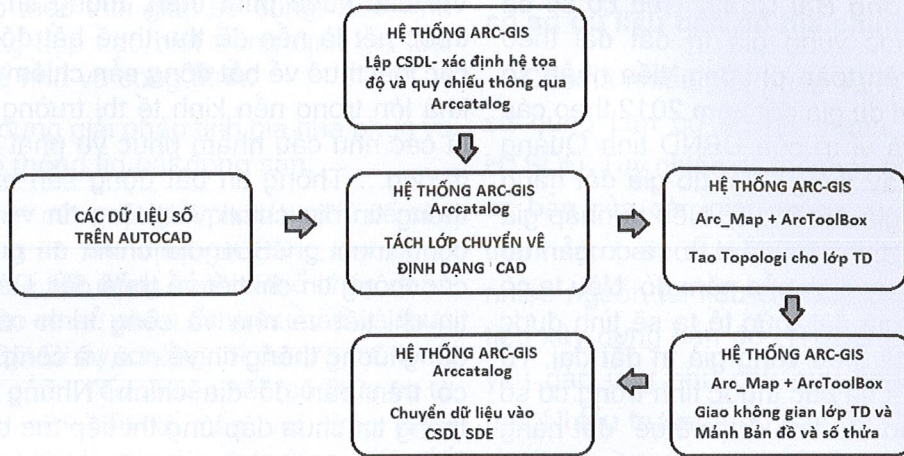 HỆ THỐNG ARC-GIS
Lập CSDL- xác định hệ tọa
độ và quy chiếu thông qua
Arccatalog
CÁC DỮ LIỆU SỐ
TRÊN AUTOCAD
HỆ THỐNG ARC-GIS
Arccatalog
TÁCH LỚP CHUYỂN VỀ
ĐỊNH DẠNG CAD
HỆ THỐNG ARC-GIS
Arc_Map + ArcToolBox
Tao Topologi cho lớp TD
HỆ THỐNG ARC-GIS
Arc_Map + ArcToolBox
Giao không gian lớp TD và
Mảnh Bản đồ và số thửa
HỆ THỐNG ARC-GIS
Arccatalog
Chuyển dữ liệu vào
CSDL SDE